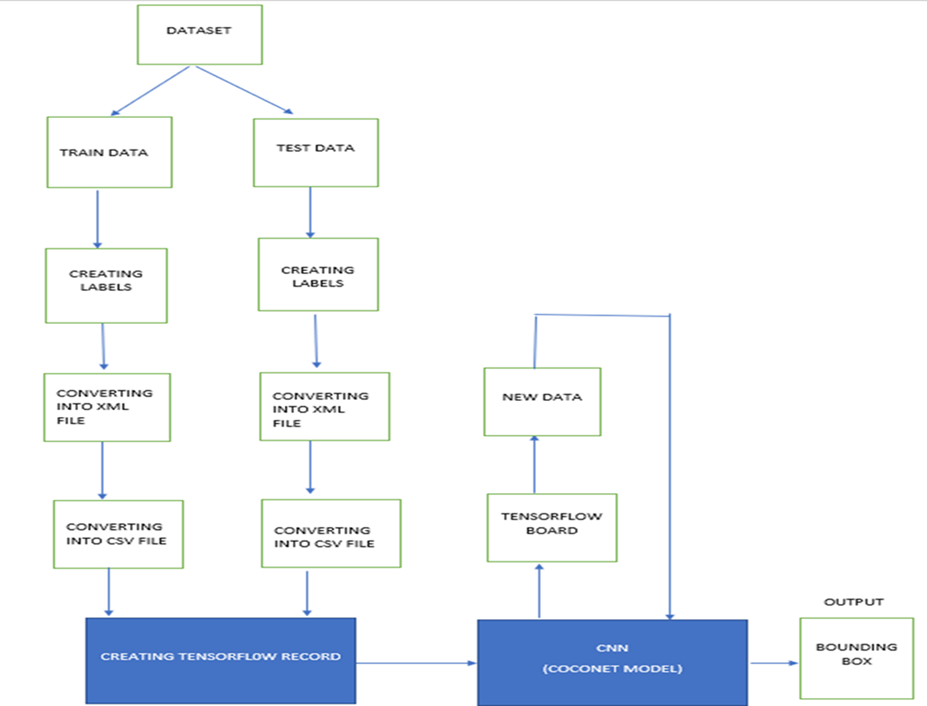 DATASET
TRAIN DATA
TEST DATA
CREATING
LABELS
CREATING
LABELS
CONVERTING
INTO XML
FILE
CONVERTING
INTO XML
FILE
NEW DATA
CONVERTING
INTO CSV FILE
CONVERTING
INTO CSV FILE
TENSORFLOW
BOARD
CREATING TENSORFLOW RECORD
CNN
(COCONET MODEL)
OUTPUT
BOUNDING
BOX